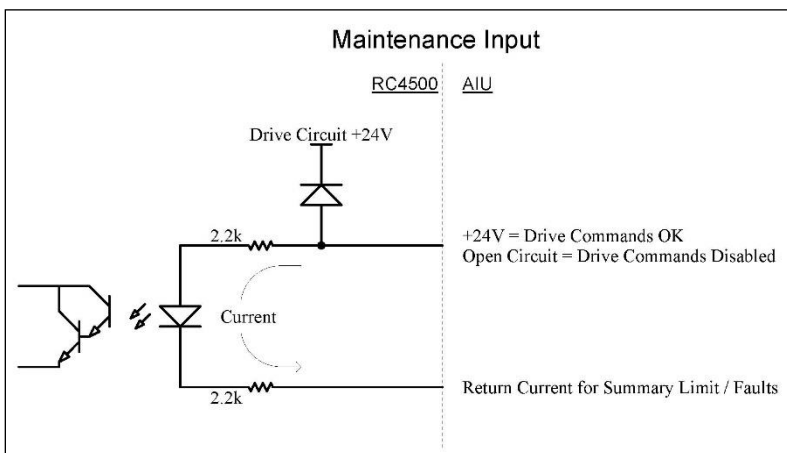 Maintenance Input
RC4500 AIU
Drive Circuit +24V
2.2k
+24V = Drive Commands OK
Open Circuit = Drive Commands Disabled
Current
2.2k
Return Current for Summary Limit / Faults